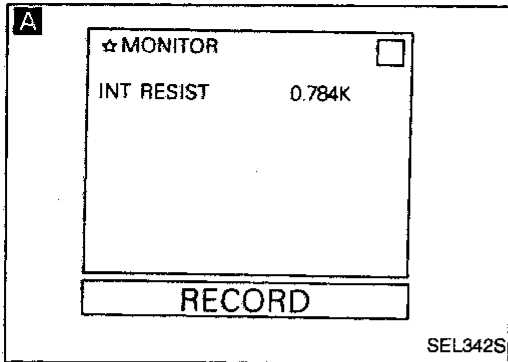 A
☆ MONITOR
INT RESIST 0.784K
RECORD
SEL342S